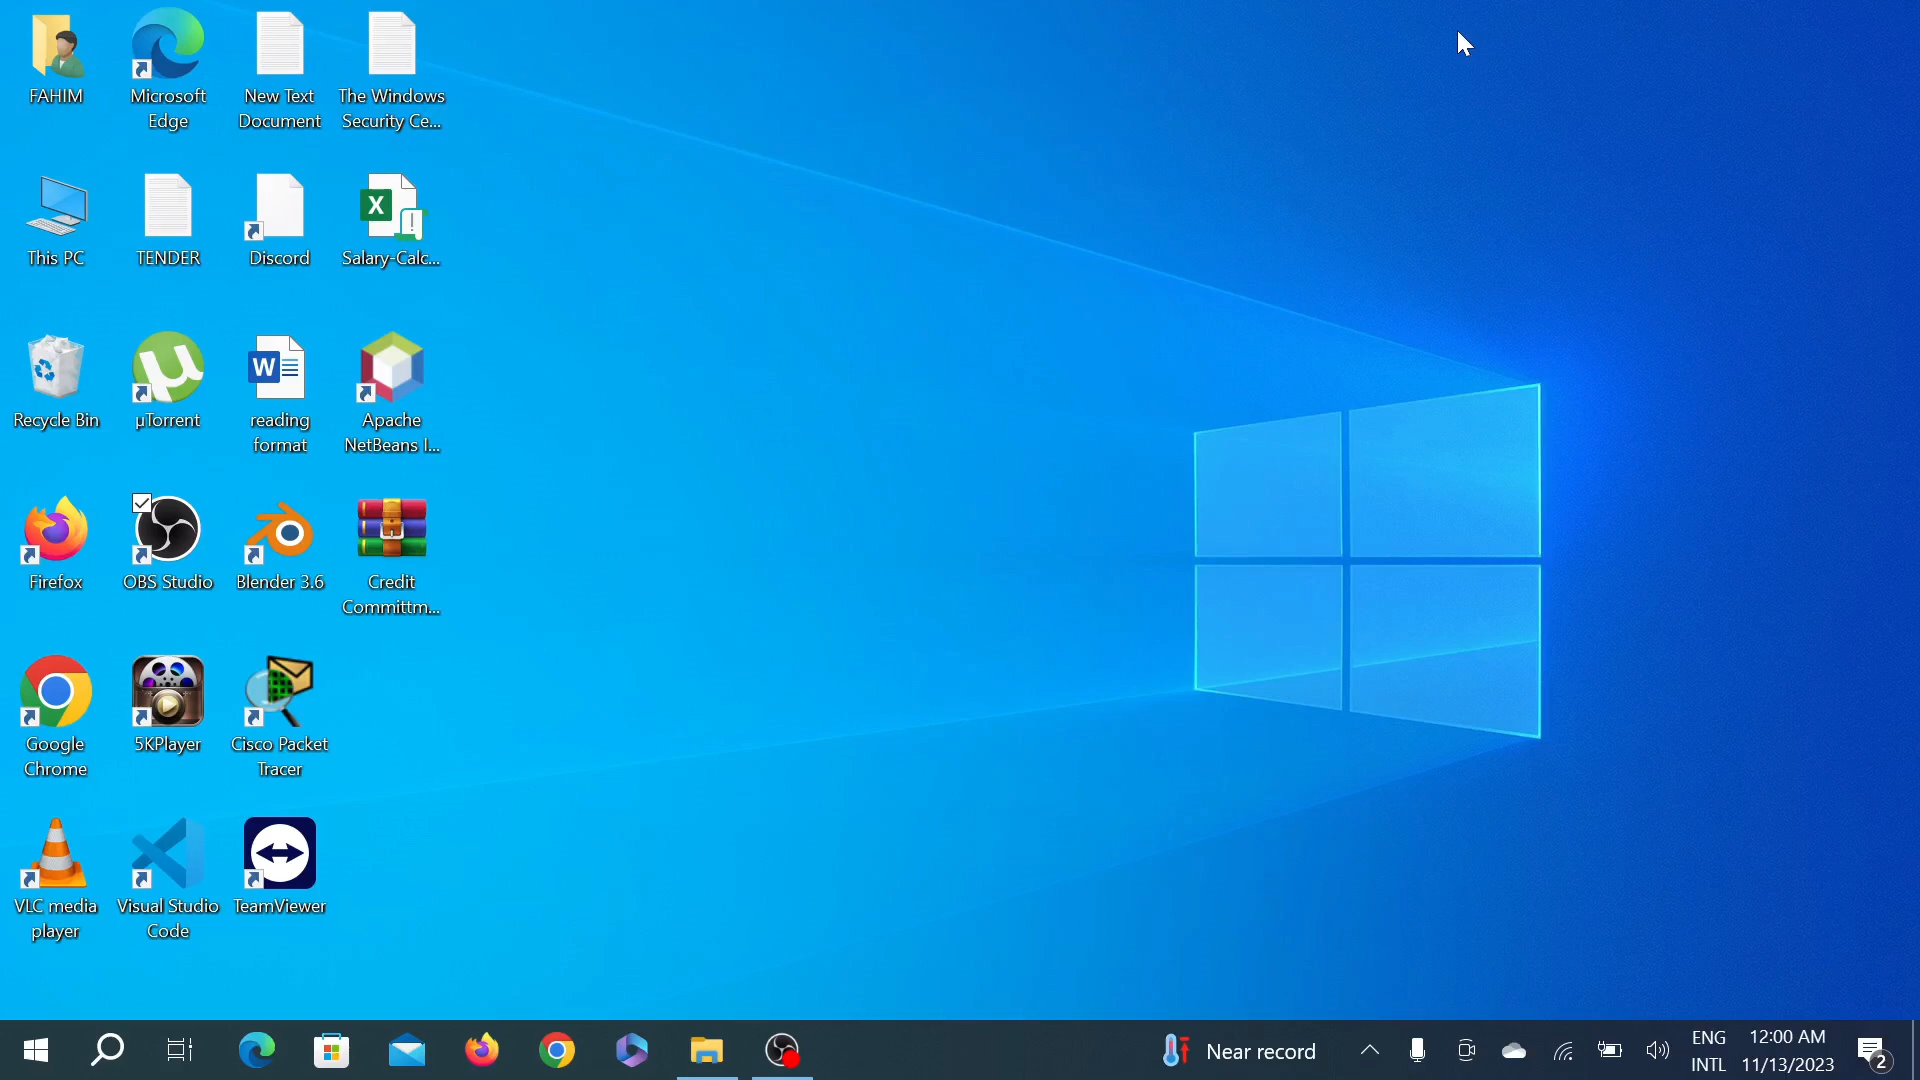 FAHIM
Microsoft
Edge
New Text
Document
The Windows
Security Ce...
This PC
TENDER
Discord
Salary-Calc...
Recycle Bin
µTorrent
reading
format
Apache
NetBeans I...
Firefox
OBS Studio
Blender 3.6
Credit
Committm...
Google
Chrome
5KPlayer
Cisco Packet
Tracer
VLC media
player
Visual Studio
Code
TeamViewer
Near record
ENG
INTL
12:00 AM
11/13/2023
2